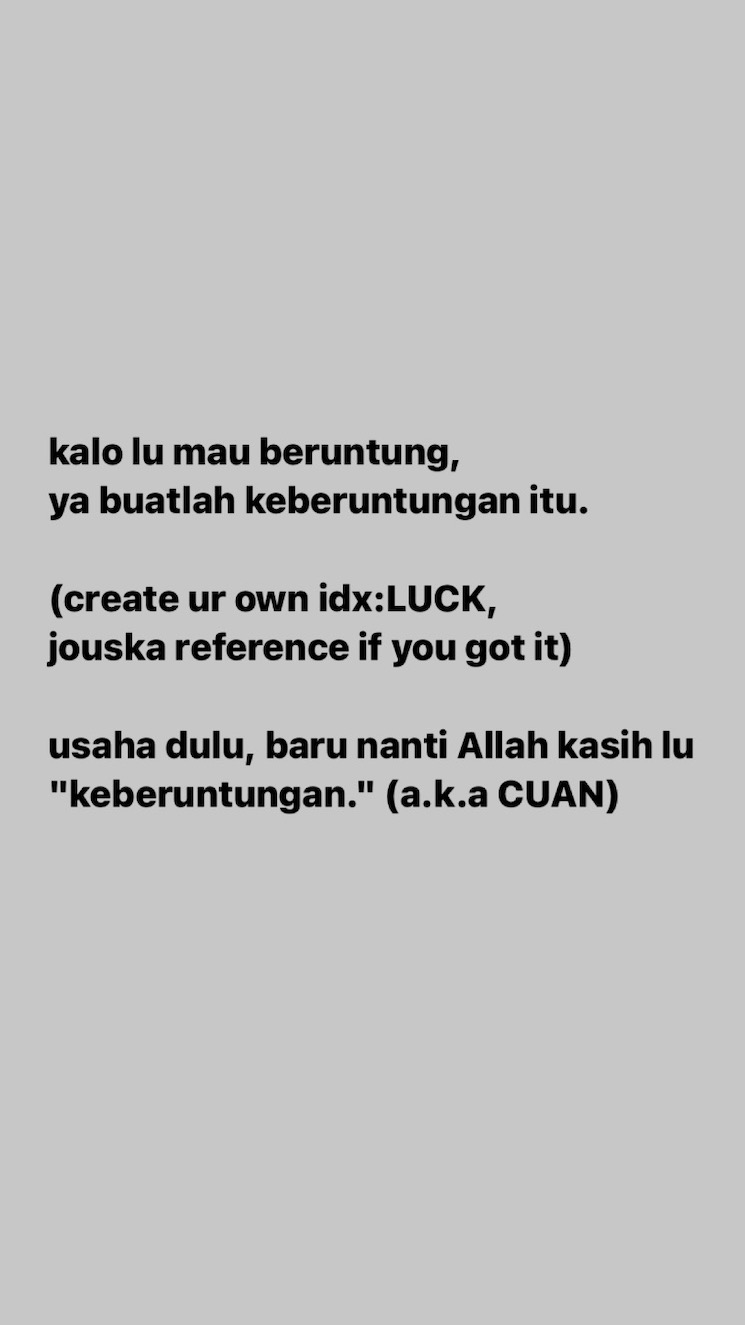 kalo lu mau beruntung,
ya buatlah keberuntungan itu.
(create ur own idx:LUCK,
jouska reference if you got it)
usaha dulu, baru nanti Allah kasih lu
"keberuntungan." (a.k.a CUAN)